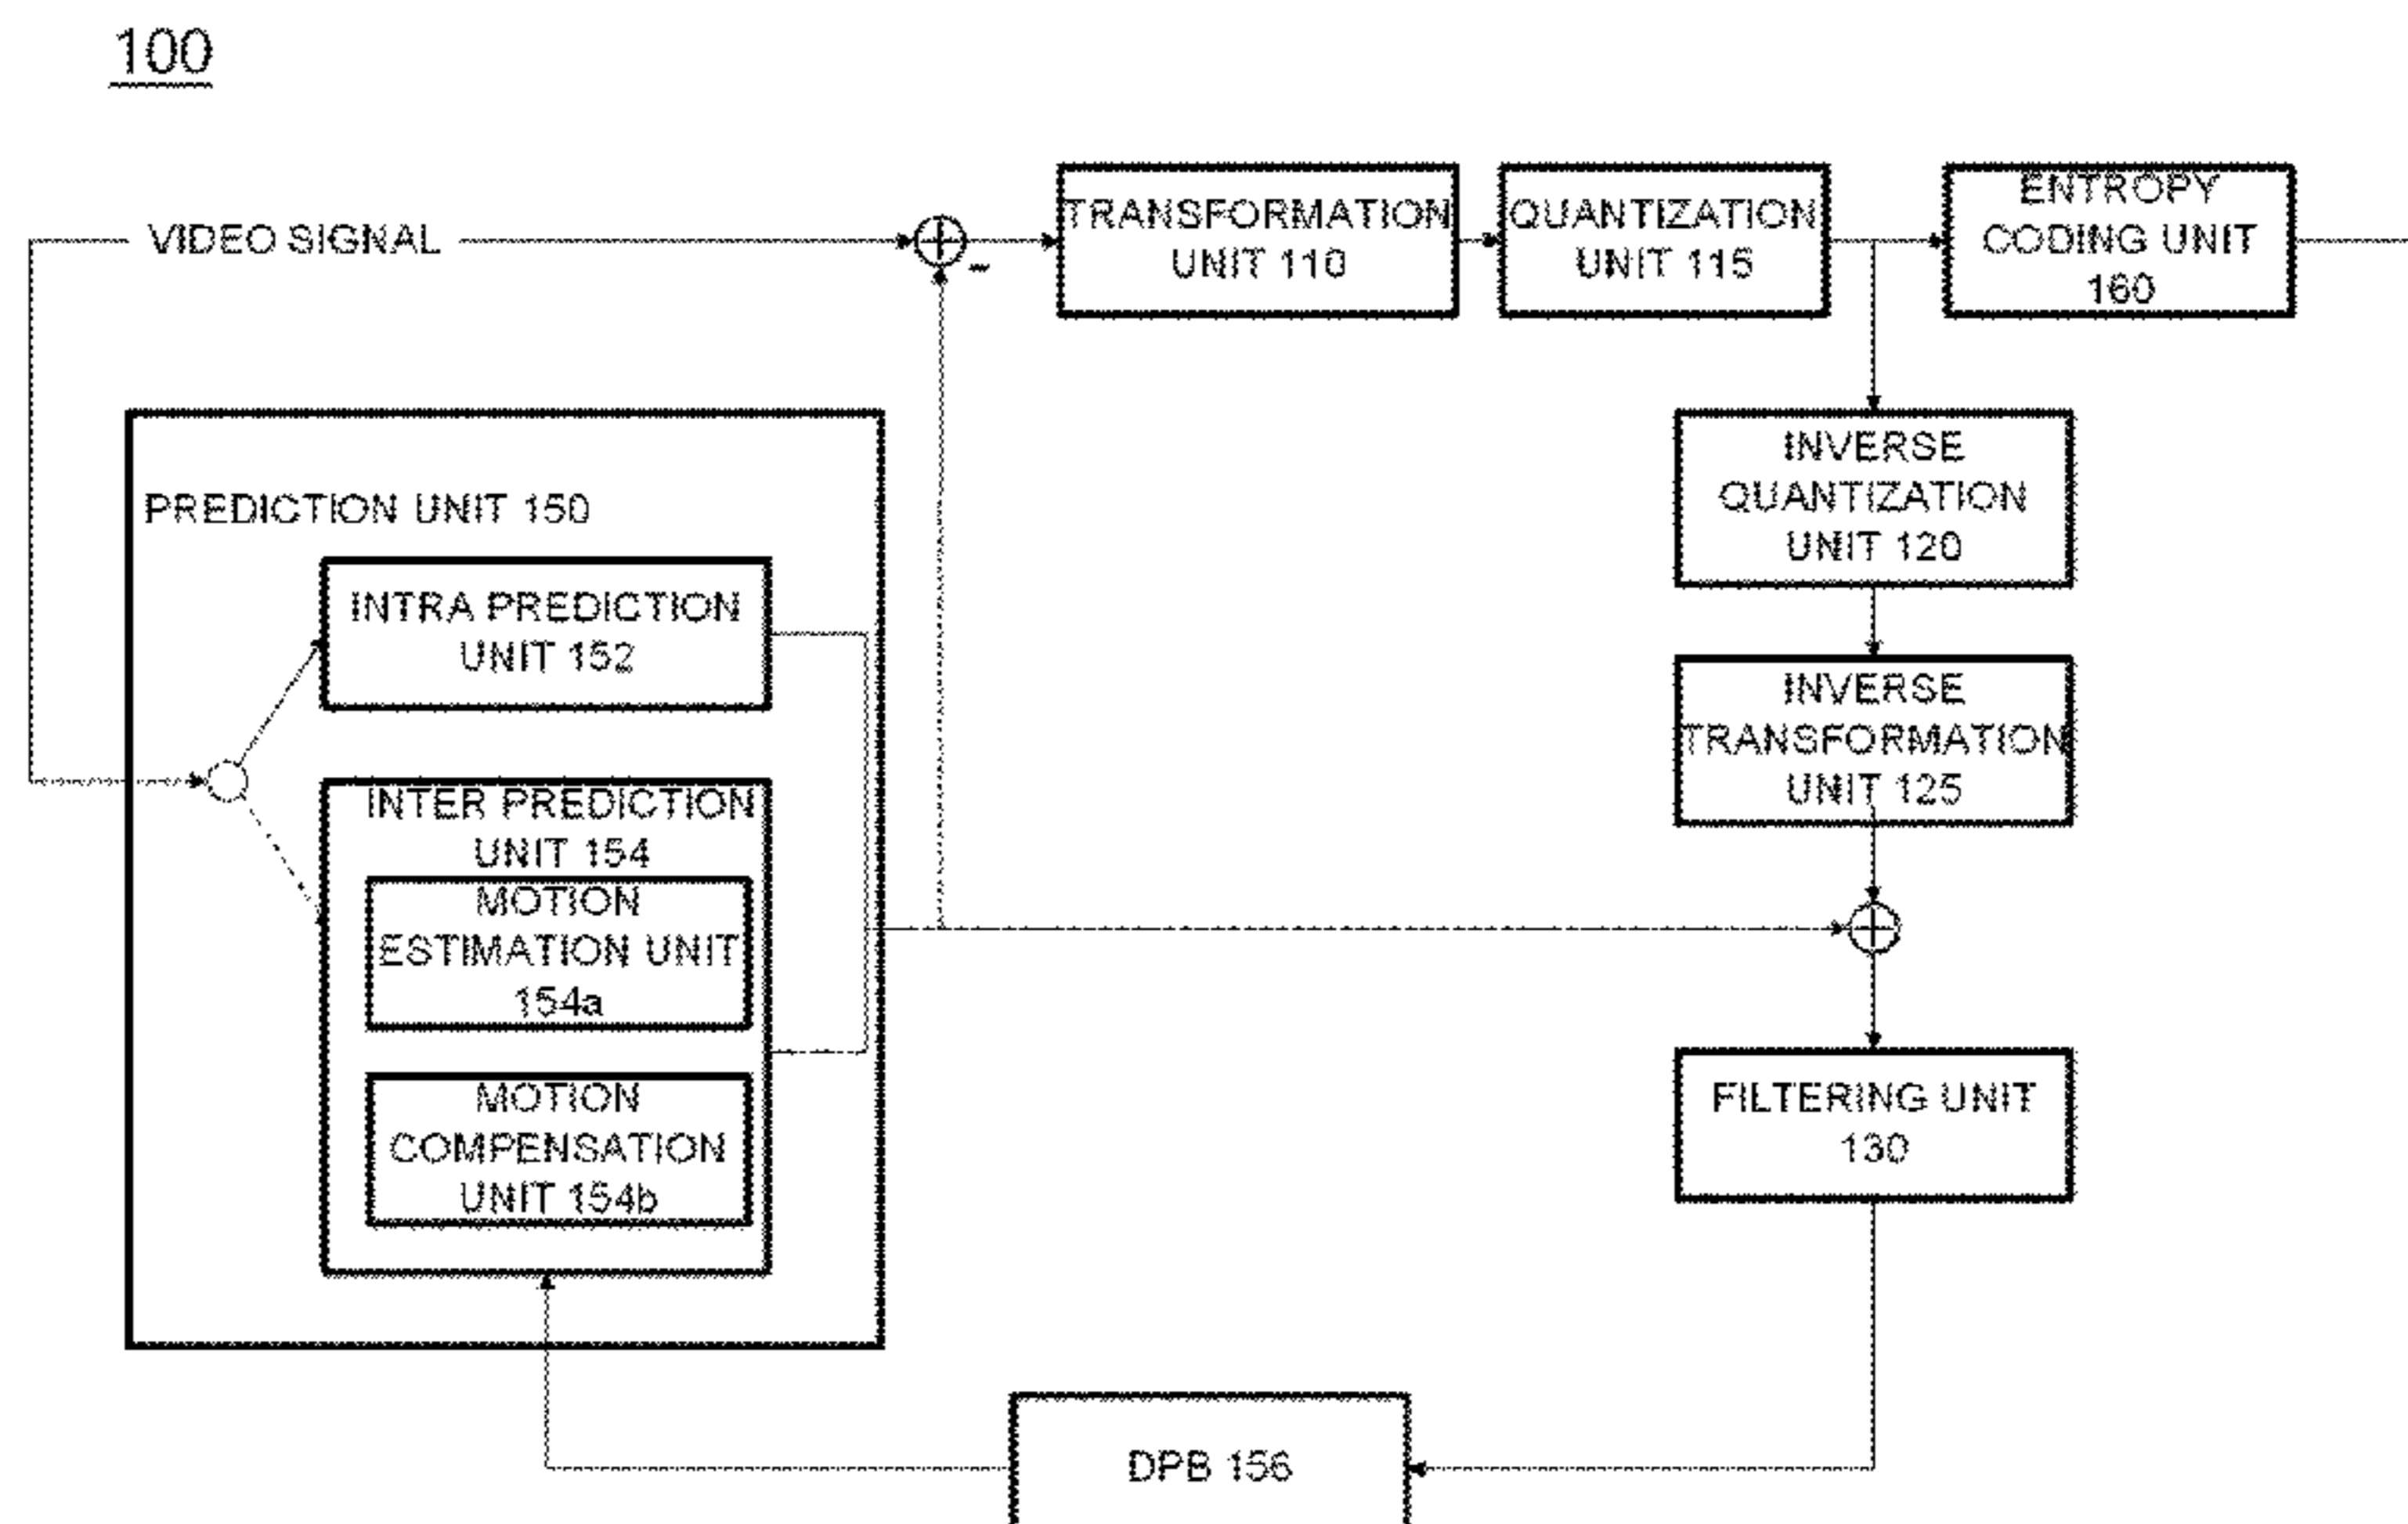 100
VIDEO SIGNAL
-
TRANSFORMATION
UNIT 110
QUANTIZATION
UNIT 115
ENTROPY
CODING UNIT
160
INVERSE
QUANTIZATION
UNIT 120
INVERSE
TRANSFORMATION
UNIT 125
PREDICTION UNIT 150
INTRA PREDICTION
UNIT 152
INTER PREDICTION
UNIT 154
MOTION
ESTIMATION UNIT
154a
MOTION
COMPENSATION
UNIT 154b
FILTERING UNIT
130
DPB 156